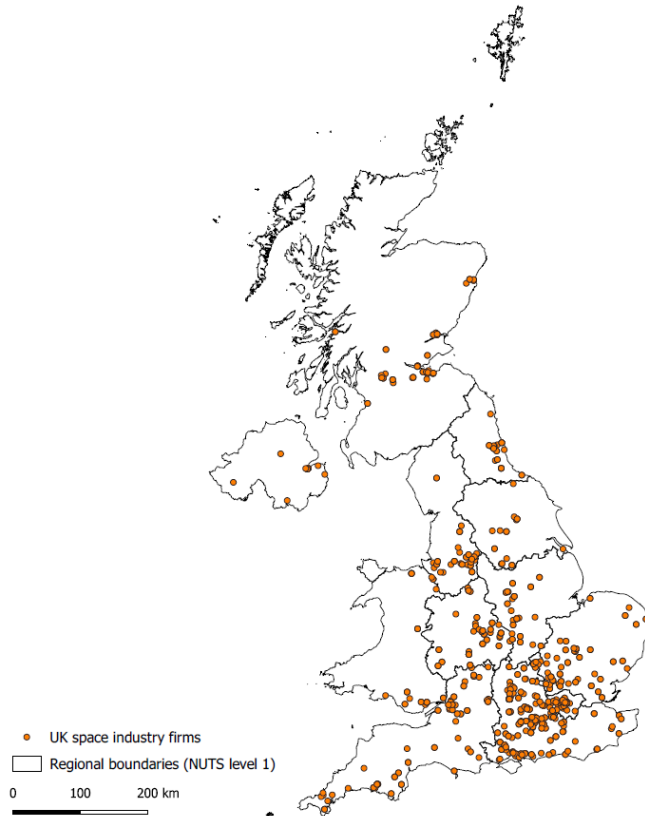 UK space industry firms
Regional boundaries (NUTS level 1)
0 100 200 km